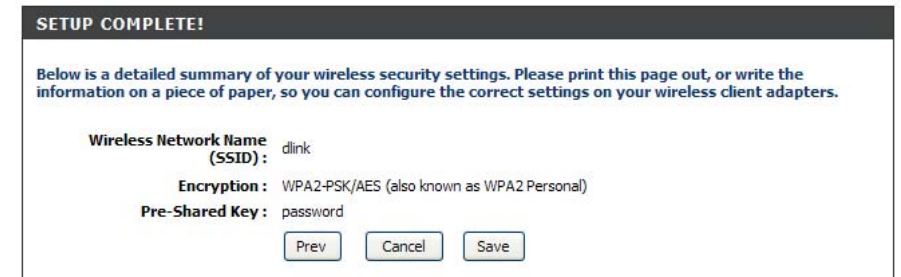 SETUP COMPLETE!
Below is a detailed summary of your wireless security settings. Please print this page out, or write the
information on a piece of paper, so you can configure the correct settings on your wireless client adapters.
Wireless Network Name
(SSID) : dlink
Encryption : WPA2-PSK/AES (also known as WPA2 Personal)
Pre-Shared Key : password
Prev Cancel Save